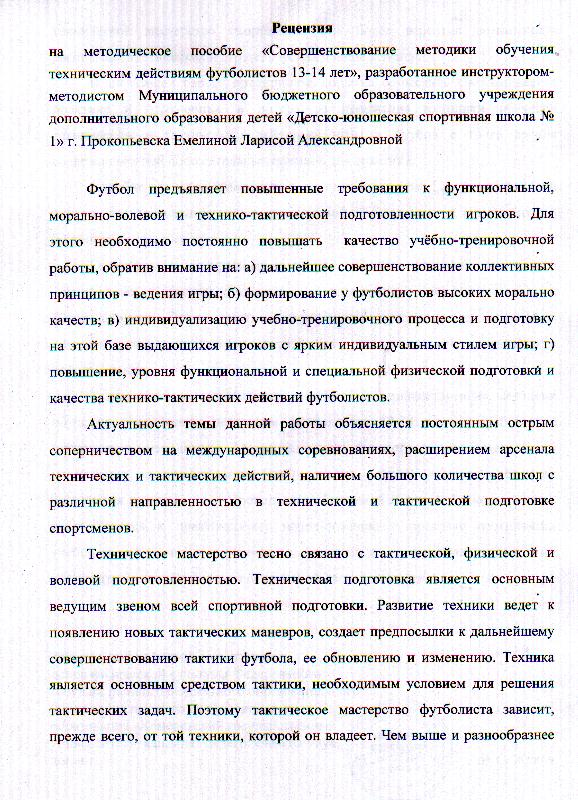 Рецензия
на методическое пособие «Совершенствование методики обучения
техническим действиям футболистов 13-14 лет», разработанное инструктором-
методистом Муниципального бюджетного образовательного учреждения
дополнительного образования детей «Детско-юношеская спортивная школа №
1» г. Прокопьевска Емелиной Ларисой Александровной
Футбол предъявляет повышенные требования к функциональной,
морально-волевой и технико-тактической подготовленности игроков. Для
этого необходимо постоянно повышать качество учёбно-тренировочной
работы, обратив внимание на: а) дальнейшее совершенствование коллективных
принципов - ведения игры; б) формирование у футболистов высоких морально
качеств; в) индивидуализацию учебно-тренировочного процесса и подготовку
на этой базе выдающихся игроков с ярким индивидуальным стилем игры; г)
повышение, уровня функциональной и специальной физической подготовки и
качества технико-тактических действий футболистов.
Актуальность темы данной работы объясняется постоянным острым
соперничеством на международных соревнованиях, расширением арсенала
технических и тактических действий, наличием большого количества школ с
различной направленностью в технической и тактической подготовке
спортсменов.
Техническое мастерство тесно связано с тактической, физической и
волевой подготовленностью. Техническая подготовка является основным
ведущим звеном всей спортивной подготовки. Развитие техники ведет к
появлению новых тактических маневров, создает предпосылки к дальнейшему
совершенствованию тактики футбола, ее обновлению и изменению. Техника
является основным средством тактики, необходимым условием для решения
тактических задач. Поэтому тактическое мастерство футболиста зависит,
прежде всего, от той техники, которой он владеет. Чем выше и разнообразнее